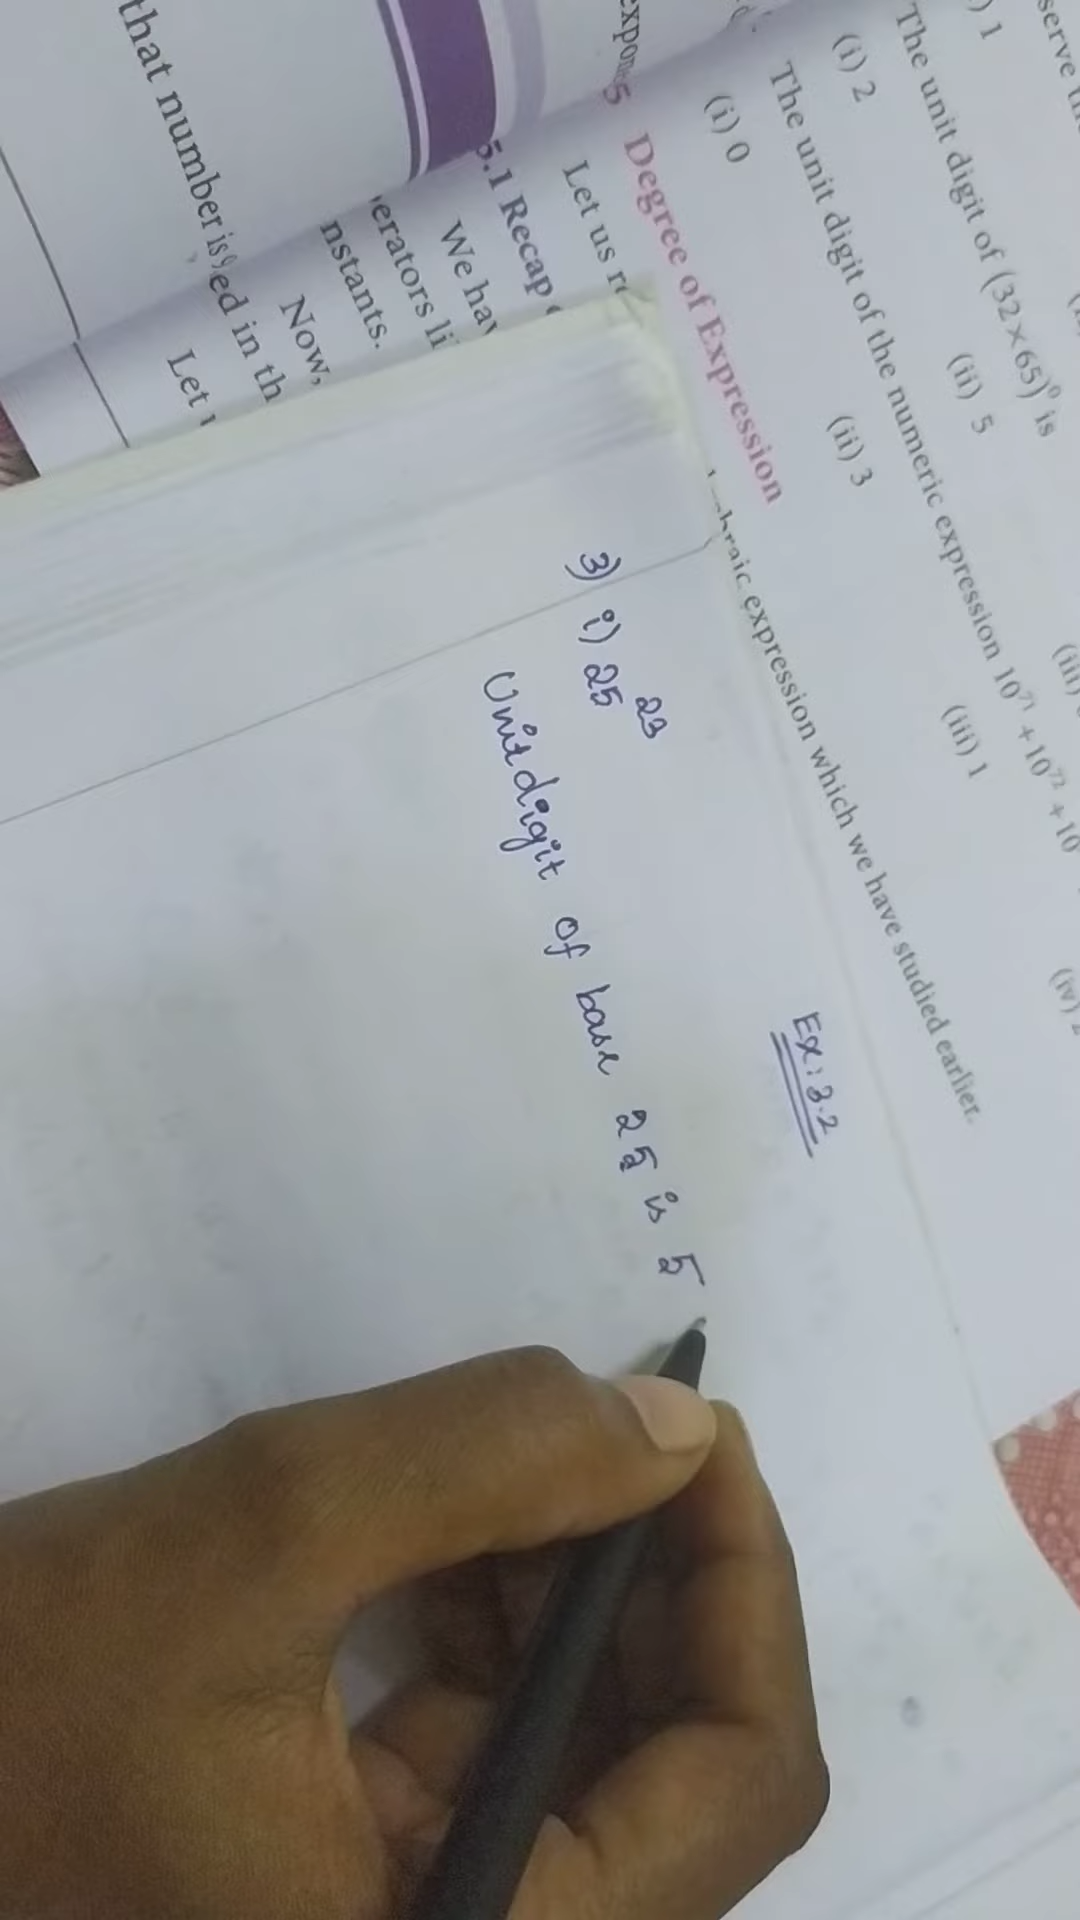 serve
) 1
The unit digit of (32×65)⁰ is
(i) 2
(ii) 5
(iii)
The unit digit of the numeric expression 10⁷¹ + 10⁷² + 10
(i) 0
(ii) 3
(iii) 1
(iv)
Degree of Expression
Let us
expression which we have studied earlier.
5.1 Recap
We hav
erators li
nstants.
Now,
ed in th
Let
that number is
Ex: 3.2
3) i) 25²³
Unit digit of base 25 is 5